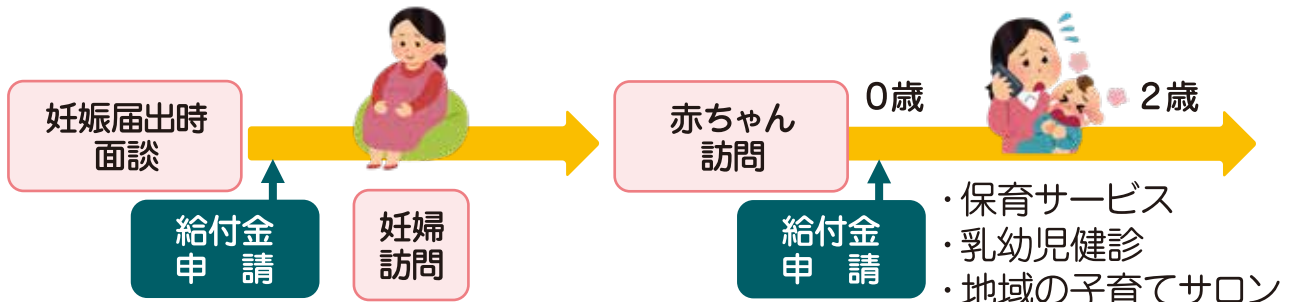 妊娠届出時
面談
給付金
申　請
妊婦
訪問
赤ちゃん
訪問
0歳
2歳
給付金
申　請
・保育サービス
・乳幼児健診
・地域の子育てサロン